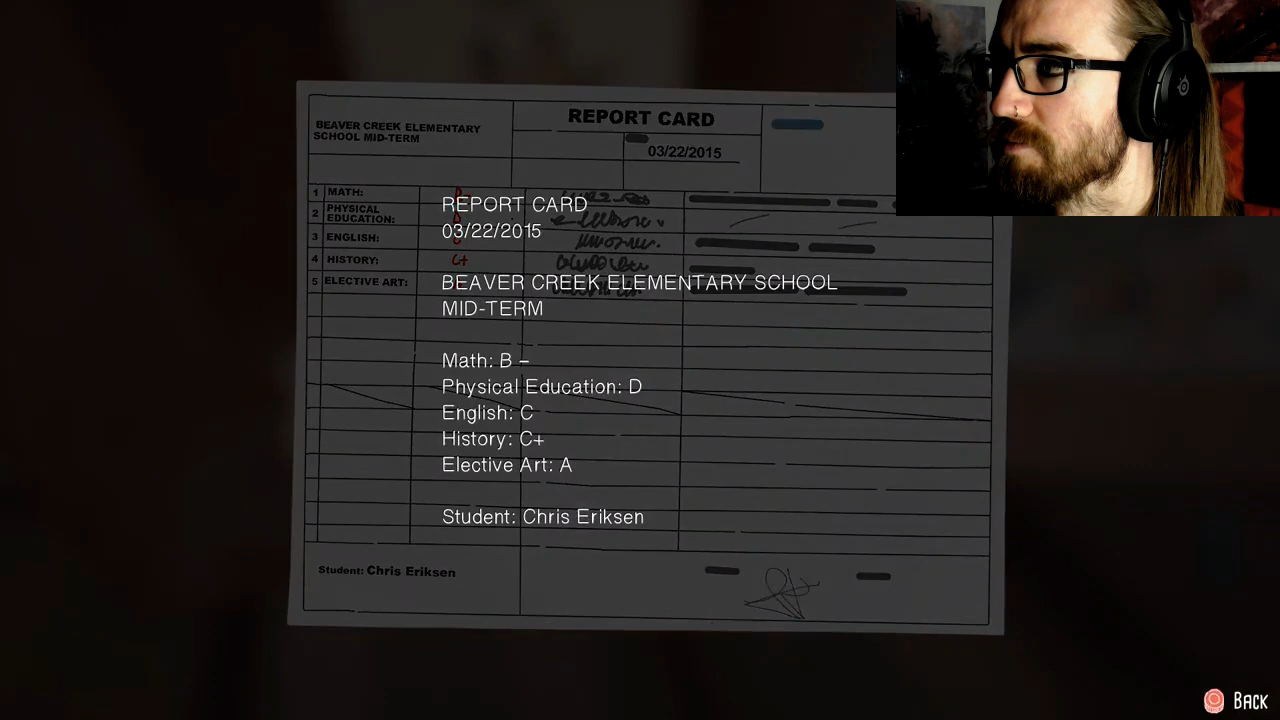 BEAVER CREEK ELEMENTARY
SCHOOL MID-TERM
REPORT CARD
03/22/2015
1 MATH:
2 PHYSICAL
EDUCATION:
3 ENGLISH:
4 HISTORY: C+
5 ELECTIVE ART:
Student: Chris Eriksen
REPORT CARD
03/22/2015
BEAVER CREEK ELEMENTARY SCHOOL
MID-TERM
Math: B -
Physical Education: D
English: C
History: C+
Elective Art: A
Student: Chris Eriksen
BACK